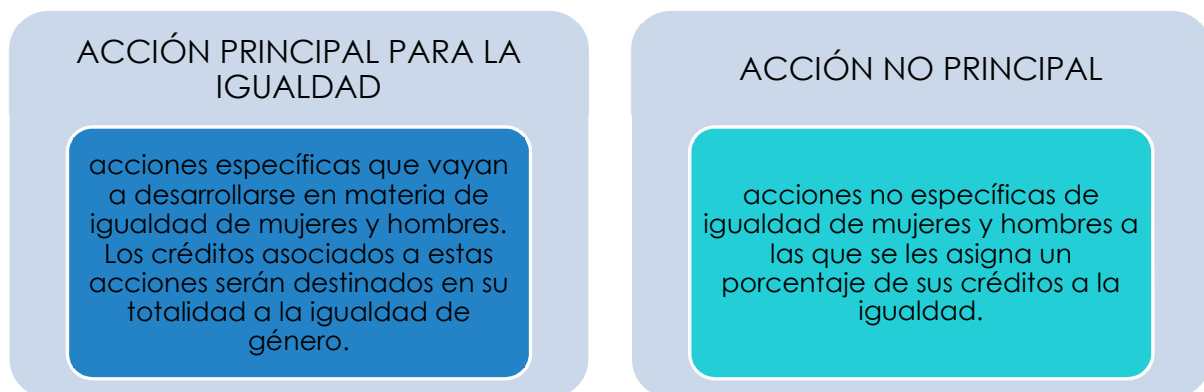 ACCIÓN PRINCIPAL PARA LA
IGUALDAD
acciones específicas que vayan
a desarrollarse en materia de
igualdad de mujeres y hombres.
Los créditos asociados a estas
acciones serán destinados en su
totalidad a la igualdad de
género.
ACCIÓN NO PRINCIPAL
acciones no específicas de
igualdad de mujeres y hombres a
las que se les asigna un
porcentaje de sus créditos a la
igualdad.